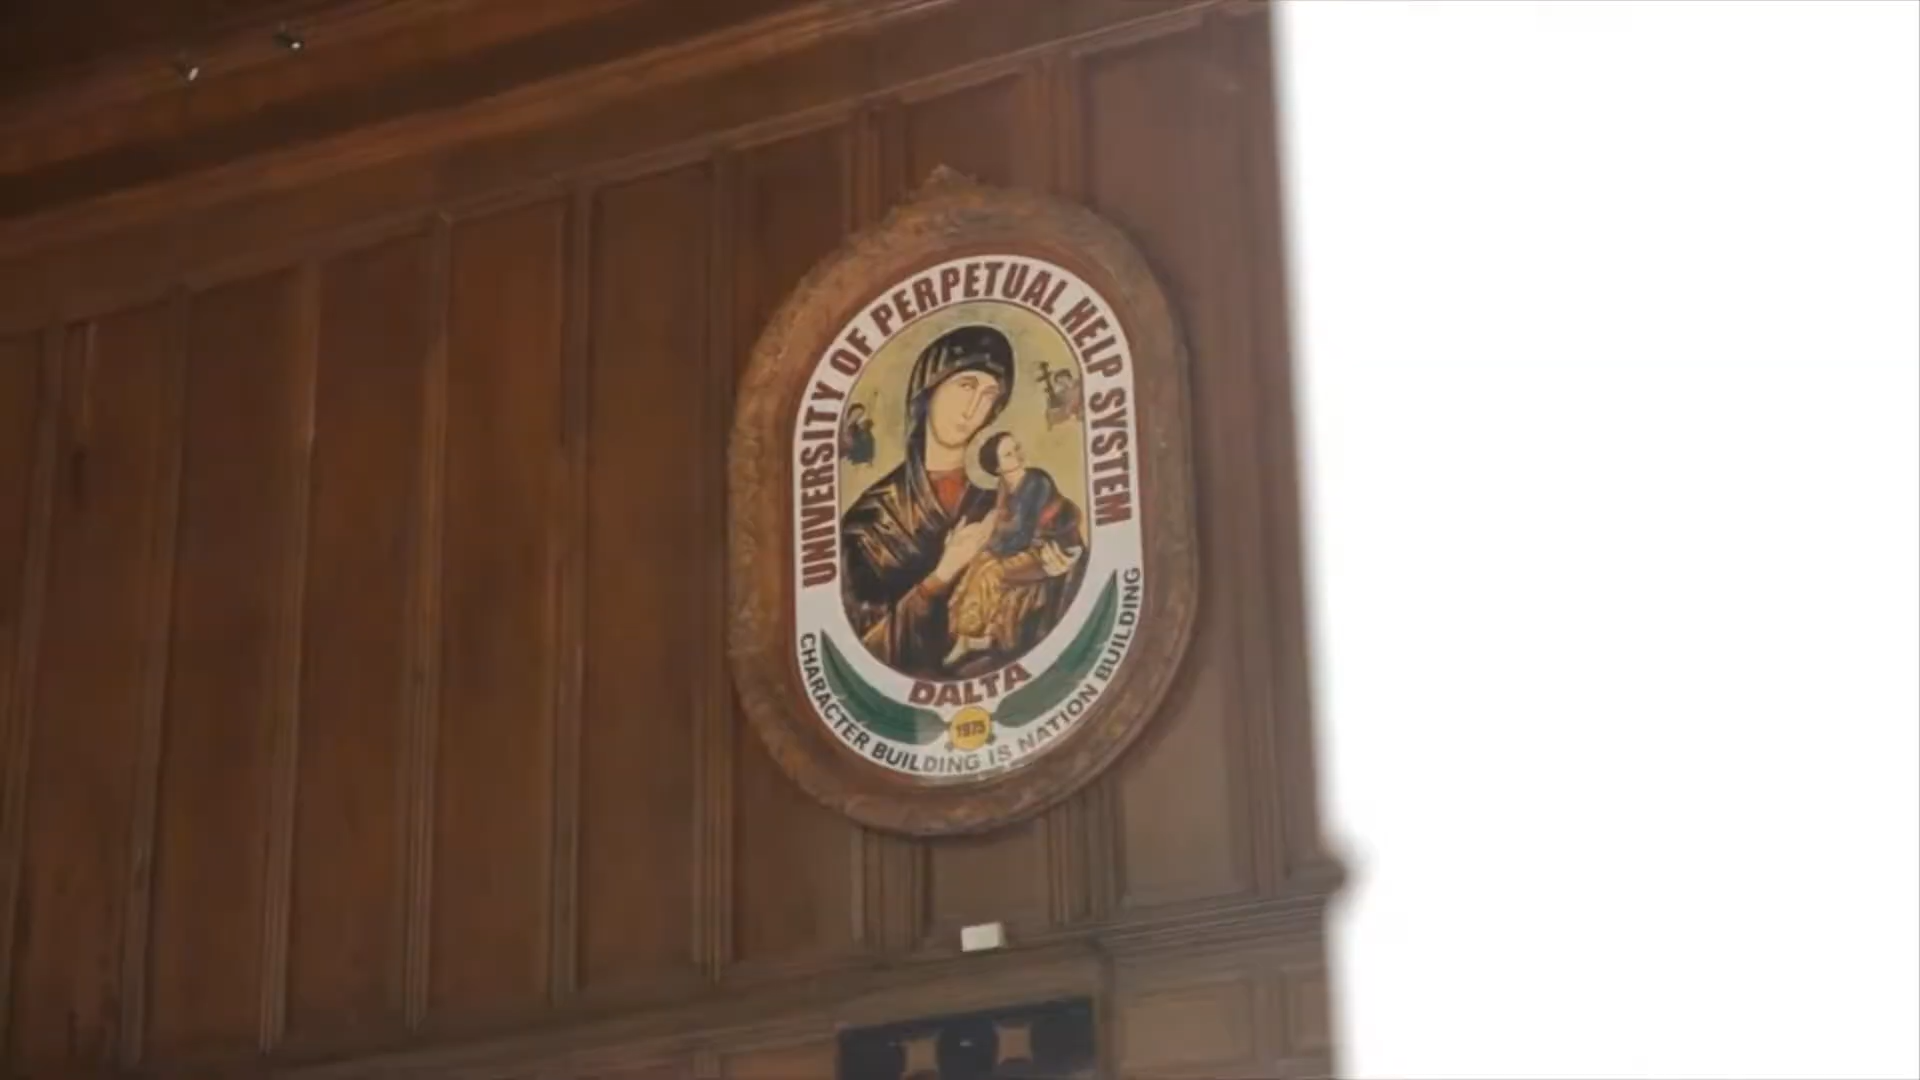 UNIVERSITY OF PERPETUAL HELP SYSTEM
DALTA
1975
CHARACTER BUILDING IS NATION BUILDING